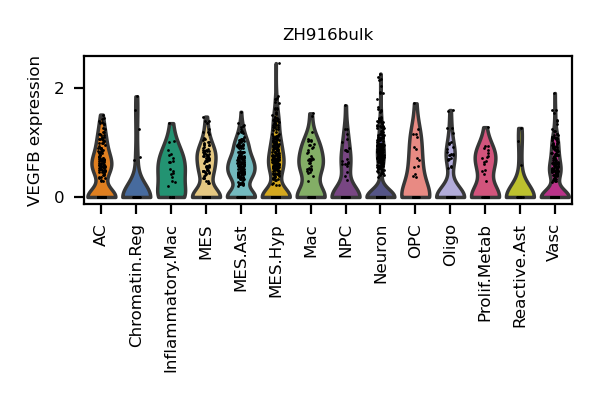 ZH916bulk
VEGFB expression
2
0
AC
Chromatin.Reg
Inflammatory.Mac
MES
MES.Ast
MES.Hyp
Mac
NPC
Neuron
OPC
Oligo
Prolif.Metab
Reactive.Ast
Vasc